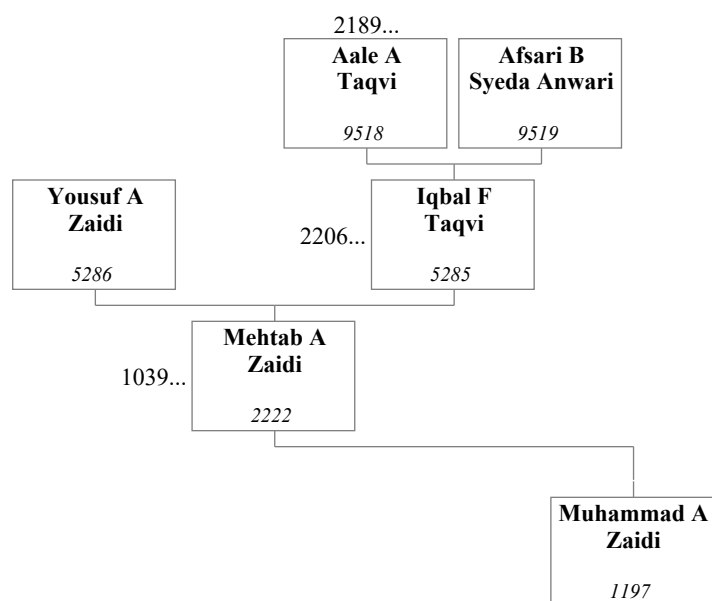 2189...
Aale A
Taqvi
9518
Afsari B
Syeda Anwari
9519
Yousuf A
Zaidi
5286
2206...
Iqbal F
Taqvi
5285
1039...
Mehtab A
Zaidi
2222
Muhammad A
Zaidi
1197